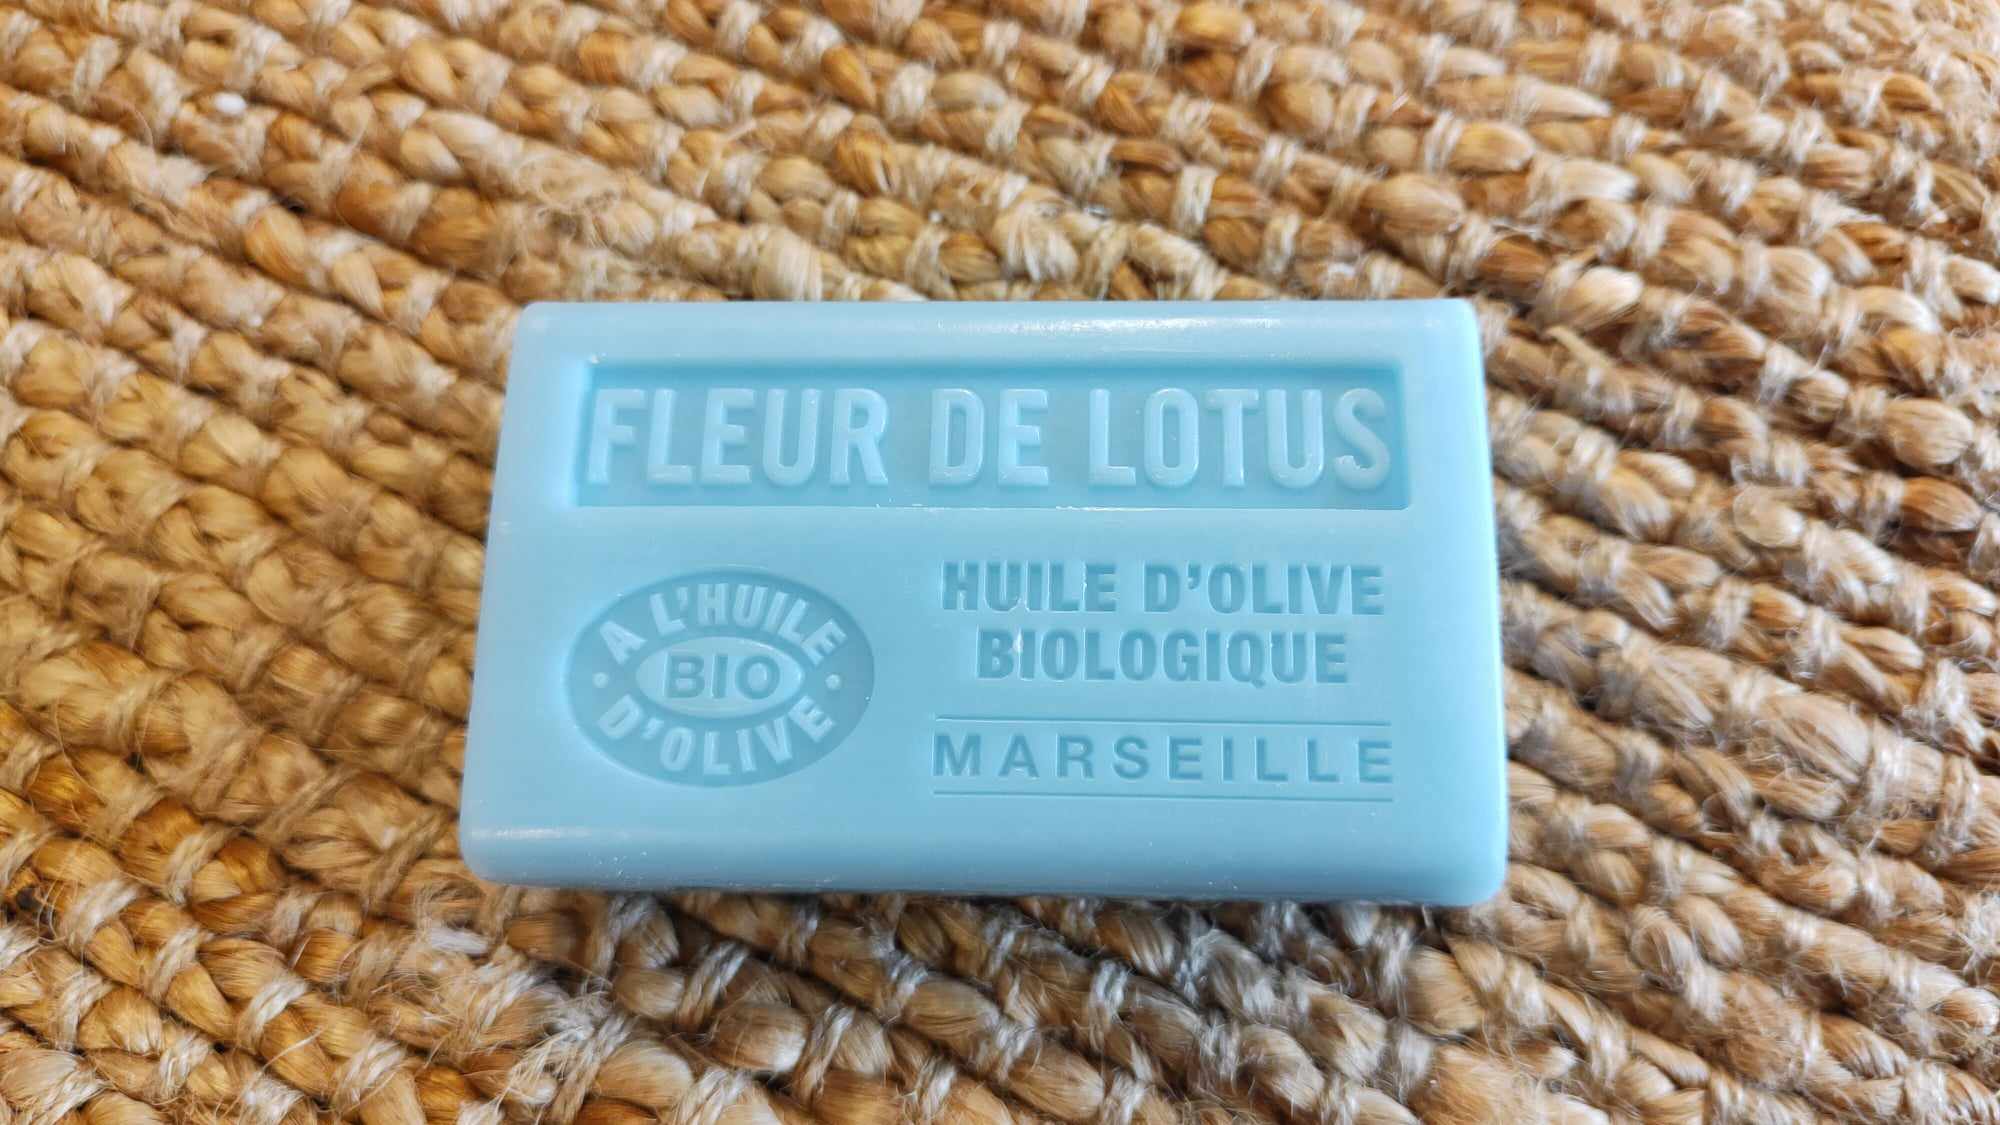 FLEUR DE LOTUS
A L'HUILE
BIO
D'OLIVE
HUILE D'OLIVE
BIOLOGIQUE
MARSEILLE